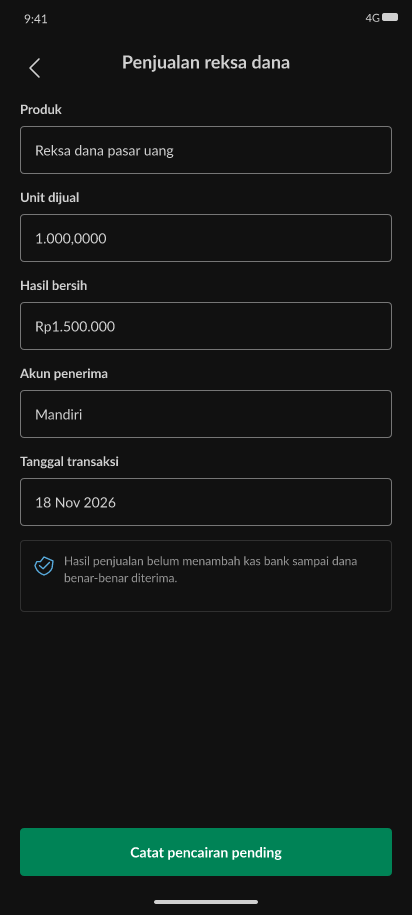 9:41
4G
Penjualan reksa dana
Produk
Reksa dana pasar uang
Unit dijual
1.000,0000
Hasil bersih
Rp1.500.000
Akun penerima
Mandiri
Tanggal transaksi
18 Nov 2026
Hasil penjualan belum menambah kas bank sampai dana
benar-benar diterima.
Catat pencairan pending